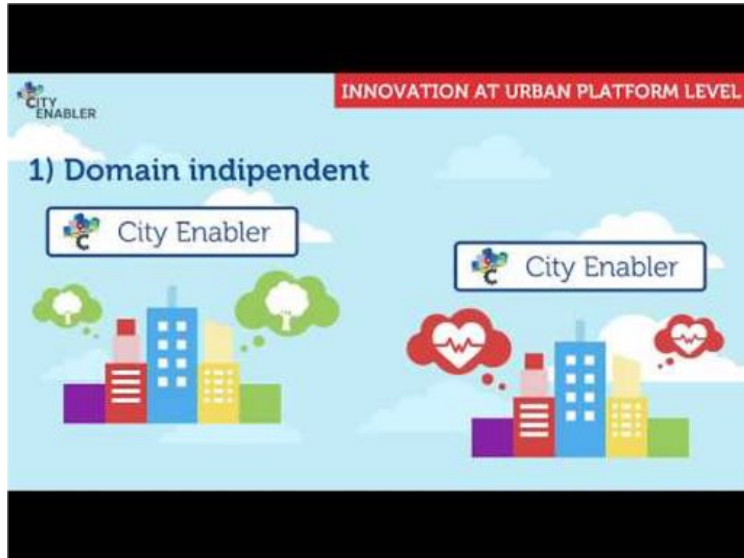 CITY
ENABLER
INNOVATION AT URBAN PLATFORM LEVEL
1) Domain indipendent
City Enabler
City Enabler